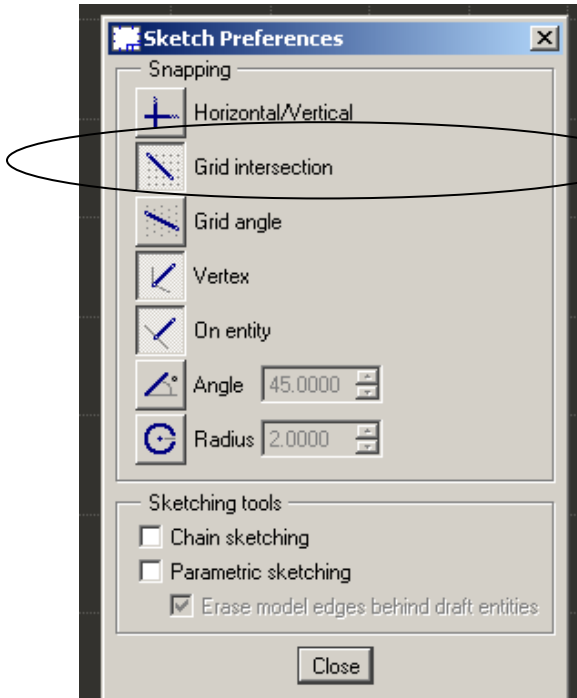 Sketch Preferences
Snapping
Horizontal/Vertical
Grid intersection
Grid angle
Vertex
On entity
Angle 45.0000
Radius 2.0000
Sketching tools
Chain sketching
Parametric sketching
Erase model edges behind draft entities
Close